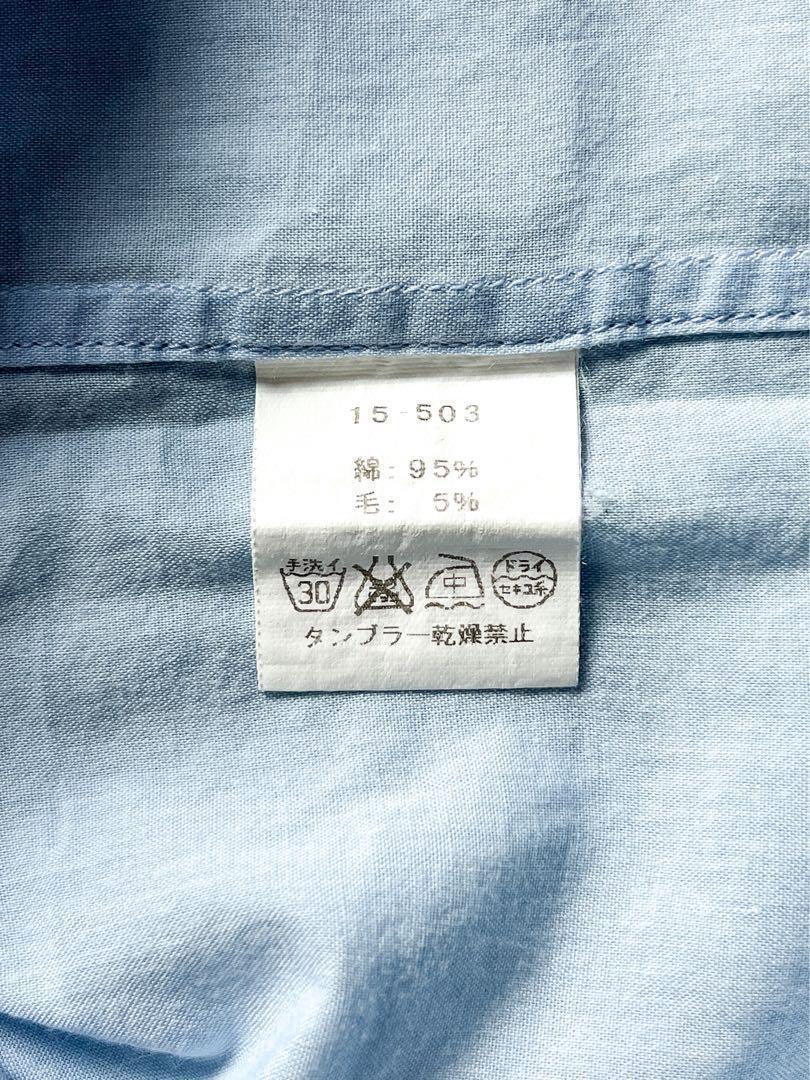 15-503
綿: 95%
毛: 5%
手洗イ 30 中 ドライ セキユ系
タンブラー乾燥禁止